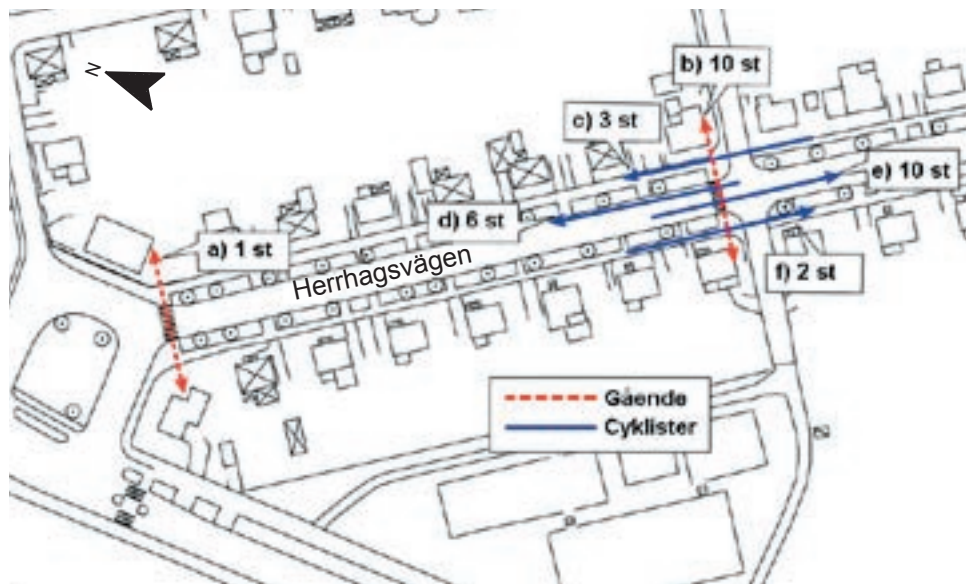 N
b) 10 st
c) 3 st
e) 10 st
d) 6 st
a) 1 st
Herrhagsvägen
f) 2 st
Gående
Cyklister